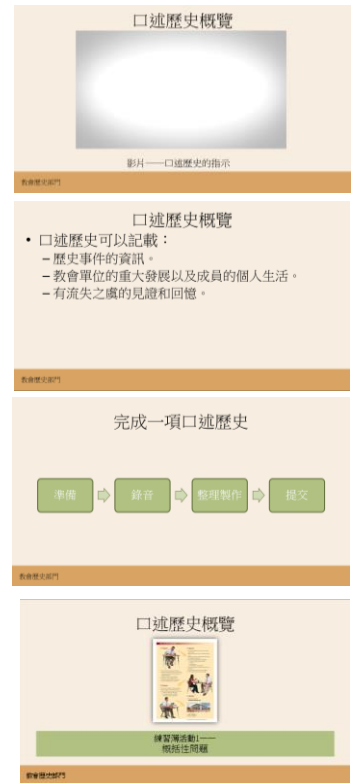 口述歷史概覽
影片——口述歷史的指示
教會歷史部門
口述歷史概覽
• 口述歷史可以記載：
– 歷史事件的資訊。
– 教會單位的重大發展以及成員的個人生活。
– 有流失之虞的見證和回憶。
教會歷史部門
完成一項口述歷史
準備
錄音
整理製作
提交
教會歷史部門
口述歷史概覽
練習簿活動1——
概括性問題
教會歷史部門